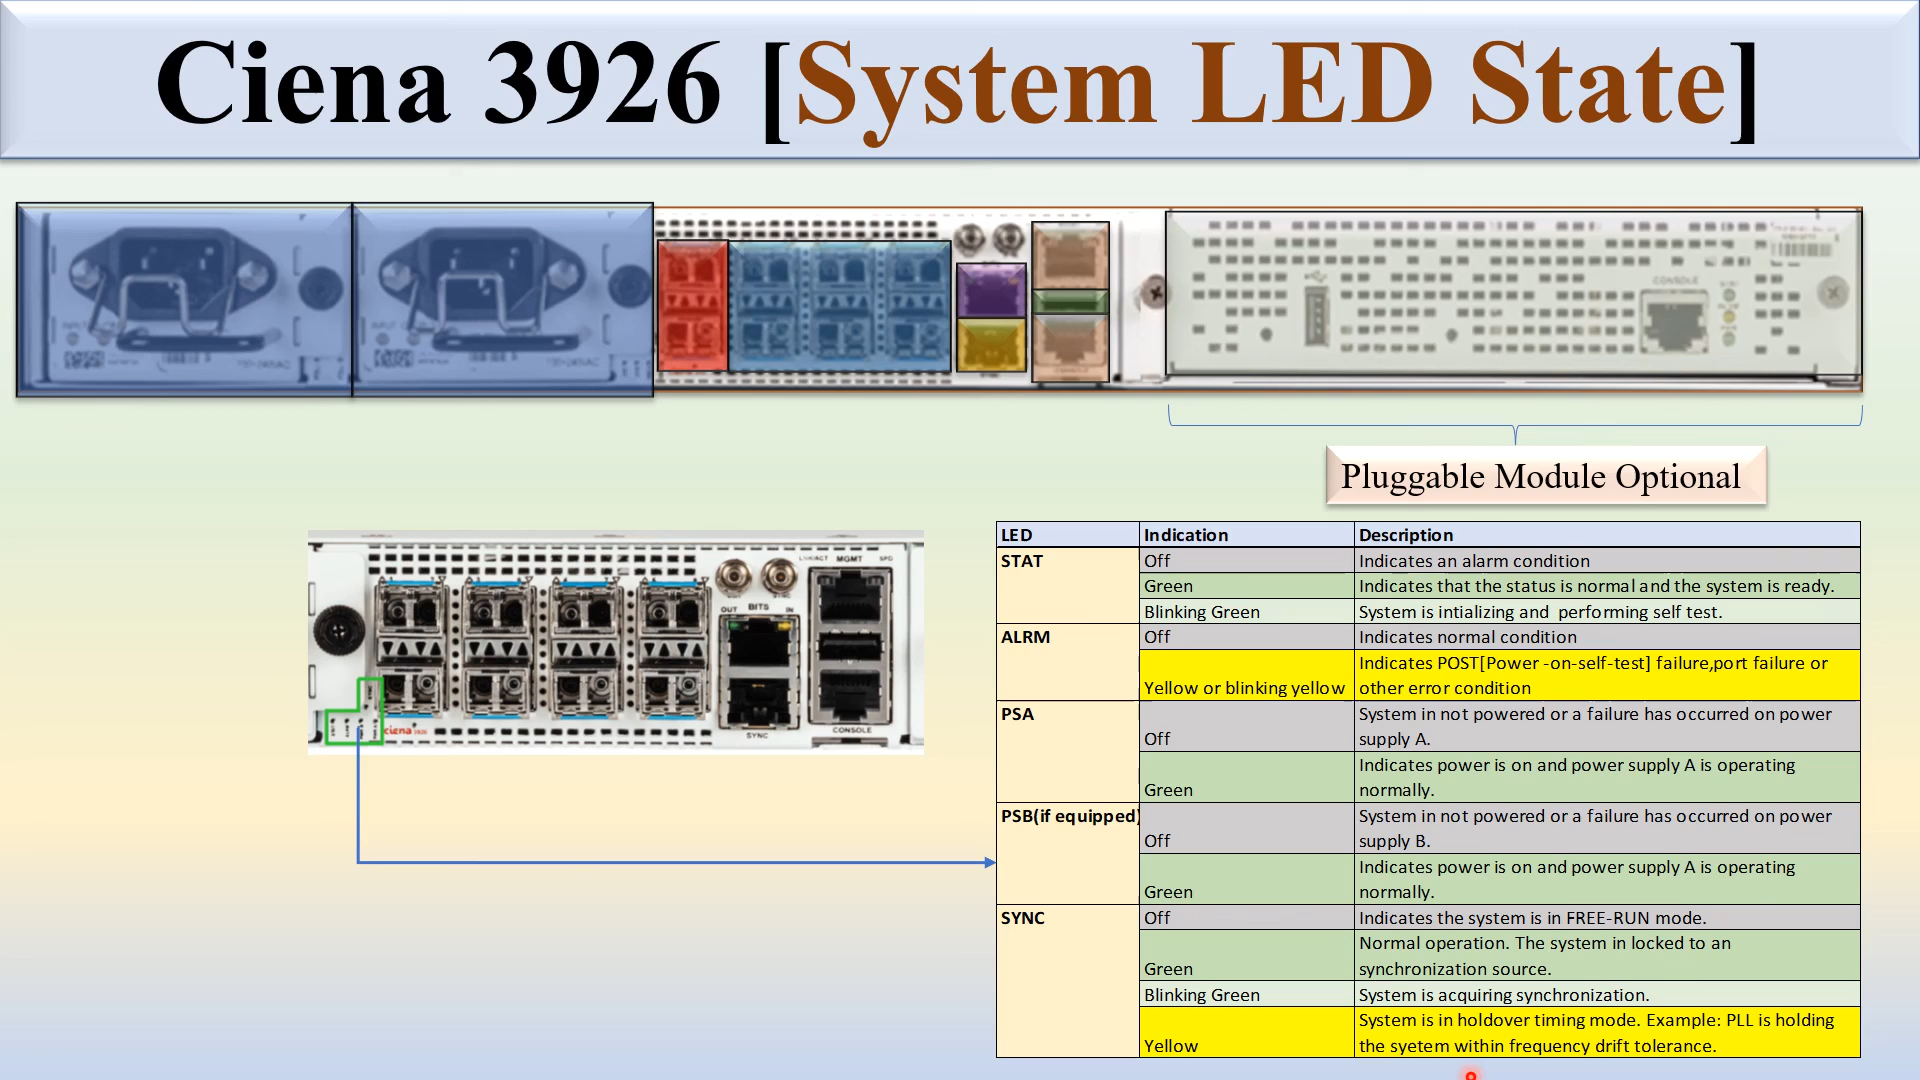 Ciena 3926 [System LED State]
CONSOLE
Pluggable Module Optional
LINK/ACT MGMT SPD
OUT BITS IN
ciena 3926
SYNC
CONSOLE
LED Indication Description
STAT Off Indicates an alarm condition
Green Indicates that the status is normal and the system is ready.
Blinking Green System is intializing and performing self test.
ALRM Off Indicates normal condition
Yellow or blinking yellow Indicates POST[Power -on-self-test] failure,port failure or
other error condition
PSA Off System in not powered or a failure has occurred on power
supply A.
Green Indicates power is on and power supply A is operating
normally.
PSB(if equipped) Off System in not powered or a failure has occurred on power
supply B.
Green Indicates power is on and power supply A is operating
normally.
SYNC Off Indicates the system is in FREE-RUN mode.
Green Normal operation. The system in locked to an
synchronization source.
Blinking Green System is acquiring synchronization.
Yellow System is in holdover timing mode. Example: PLL is holding
the syetem within frequency drift tolerance.